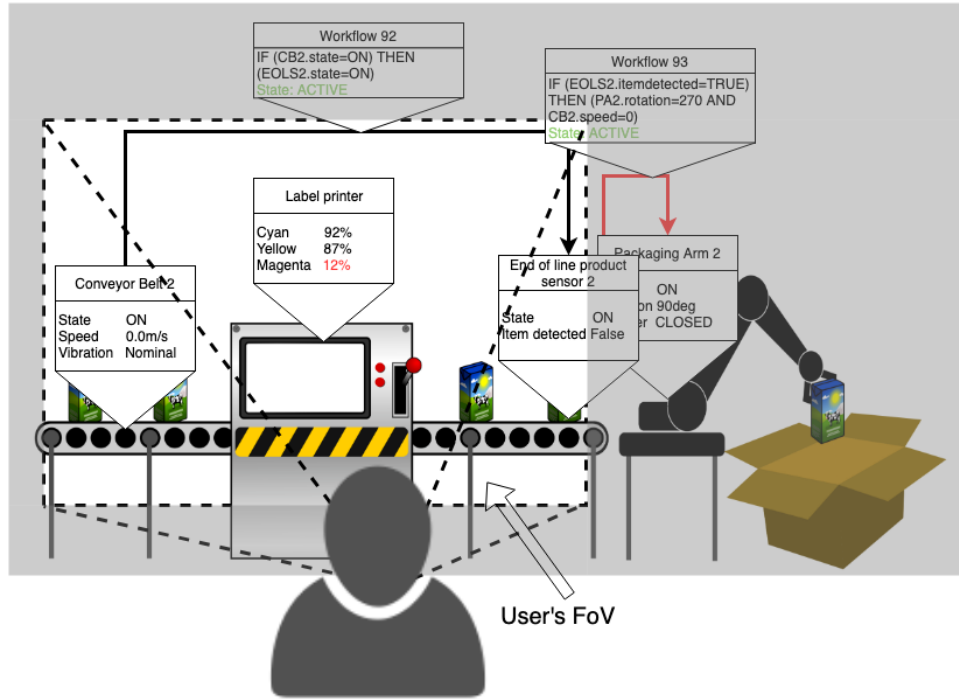 Workflow 92
IF (CB2.state=ON) THEN
(EOLS2.state=ON)
State: ACTIVE
Workflow 93
IF (EOLS2.itemdetected=TRUE)
THEN (PA2.rotation=270 AND
CB2.speed=0)
State: ACTIVE
Label printer
Cyan 92%
Yellow 87%
Magenta 12%
Conveyor Belt 2
State ON
Speed 0.0m/s
Vibration Nominal
End of line product
sensor 2
State ON
Item detected False
Packaging Arm 2
ON
90deg
CLOSED
User's FoV